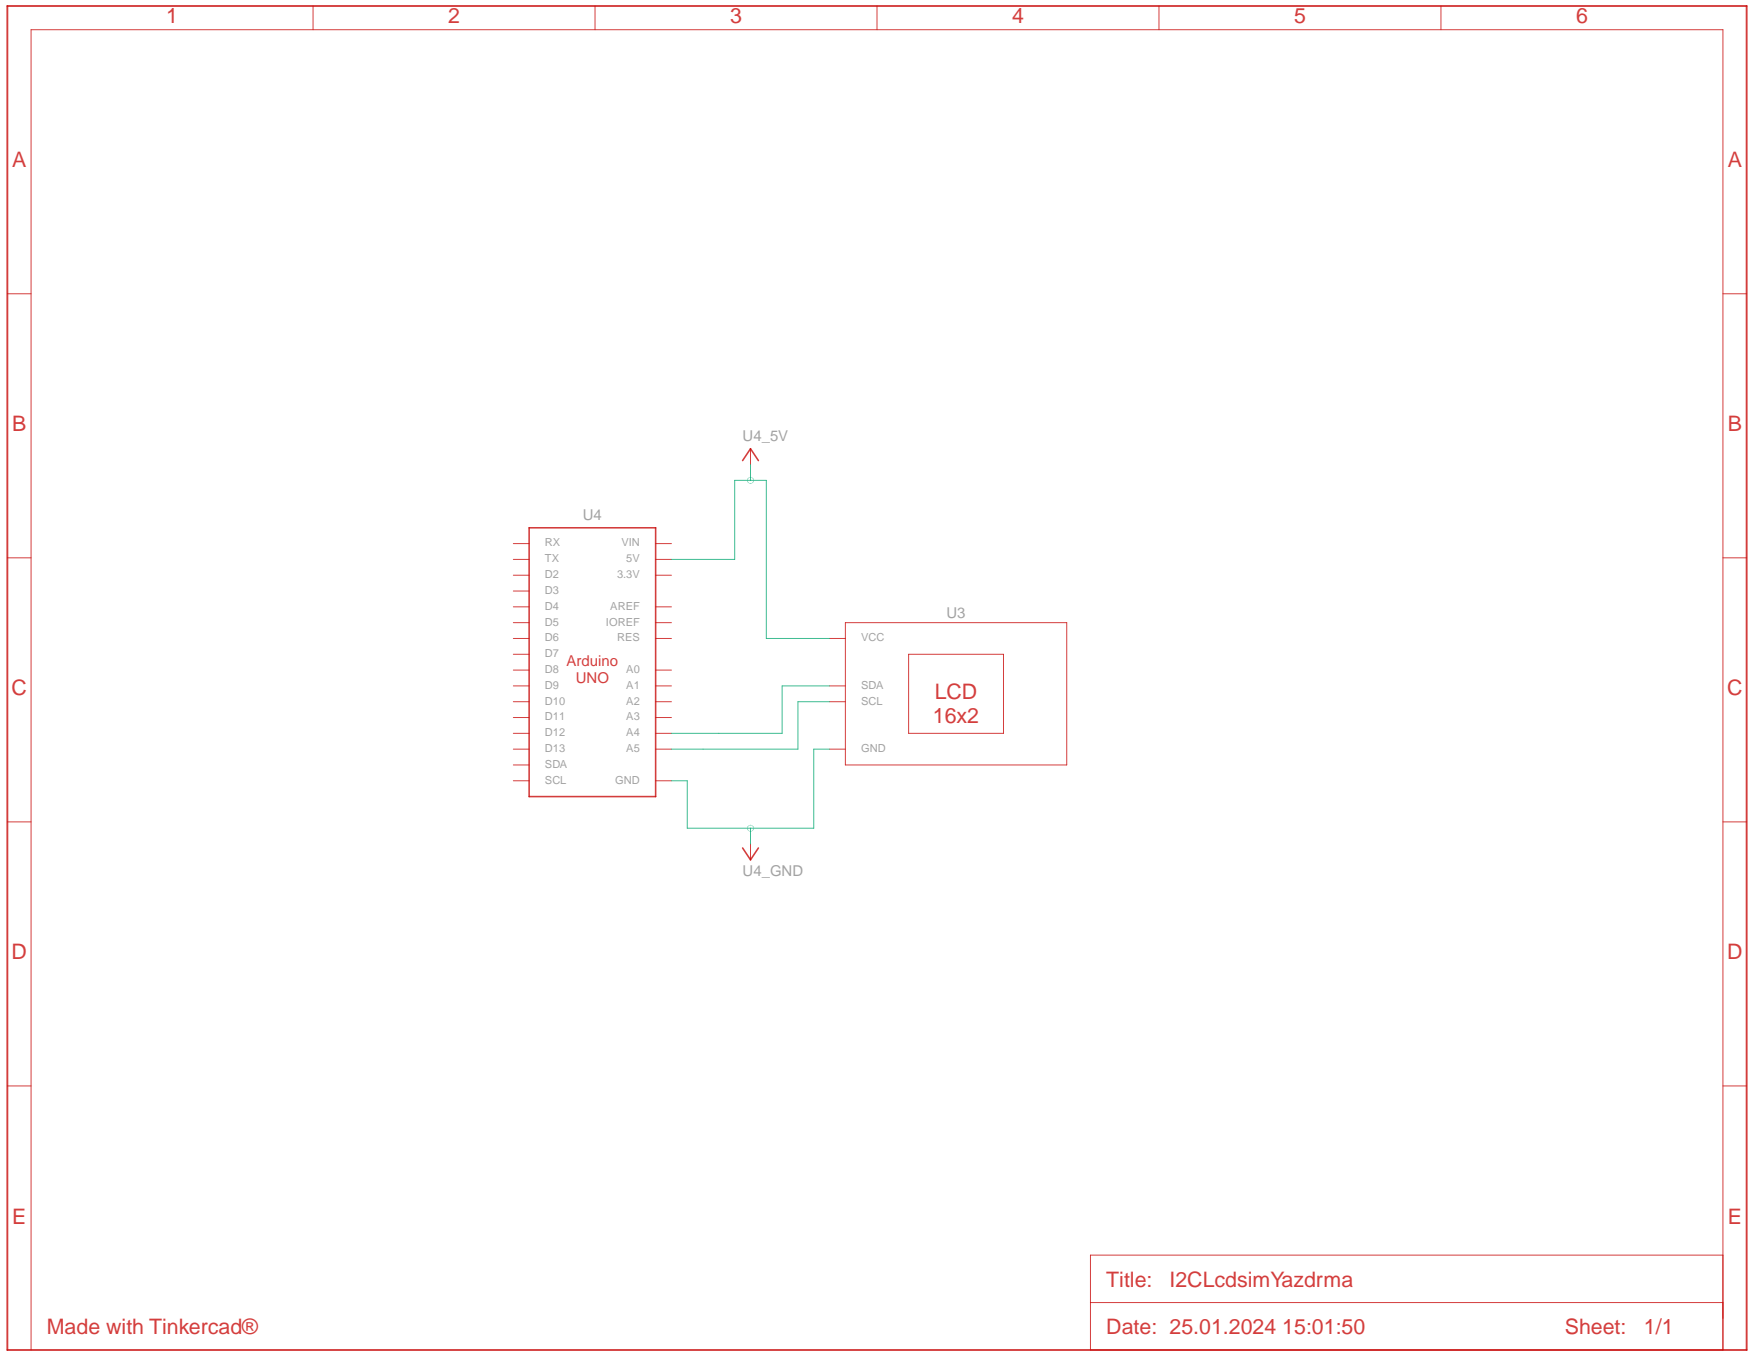 1 2 3 4 5 6
A A
B B
U4_5V
U4
RX VIN
TX 5V
D2 3.3V
D3
D4 AREF
D5 IOREF
D6 RES
D7
Arduino
D8 A0
UNO
D9 A1
D10 A2
D11 A3
D12 A4
D13 A5
SDA
SCL GND
U3
VCC
SDA
SCL
LCD
16x2
GND
C C
U4_GND
D D
E E
Title: I2CLcdsimYazdrma
Made with Tinkercad®
Date: 25.01.2024 15:01:50 Sheet: 1/1